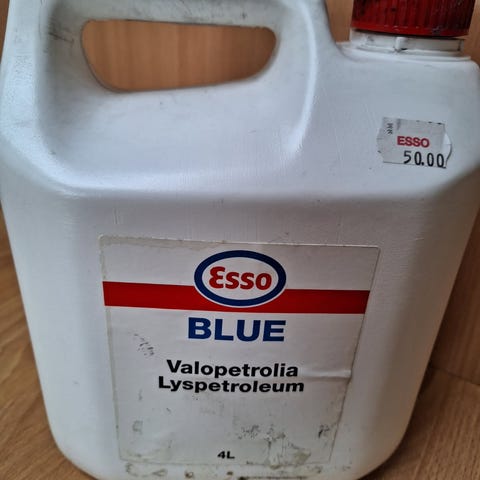 ESSO
50.00
Esso
BLUE
Valopetrolia
Lyspetroleum
4L